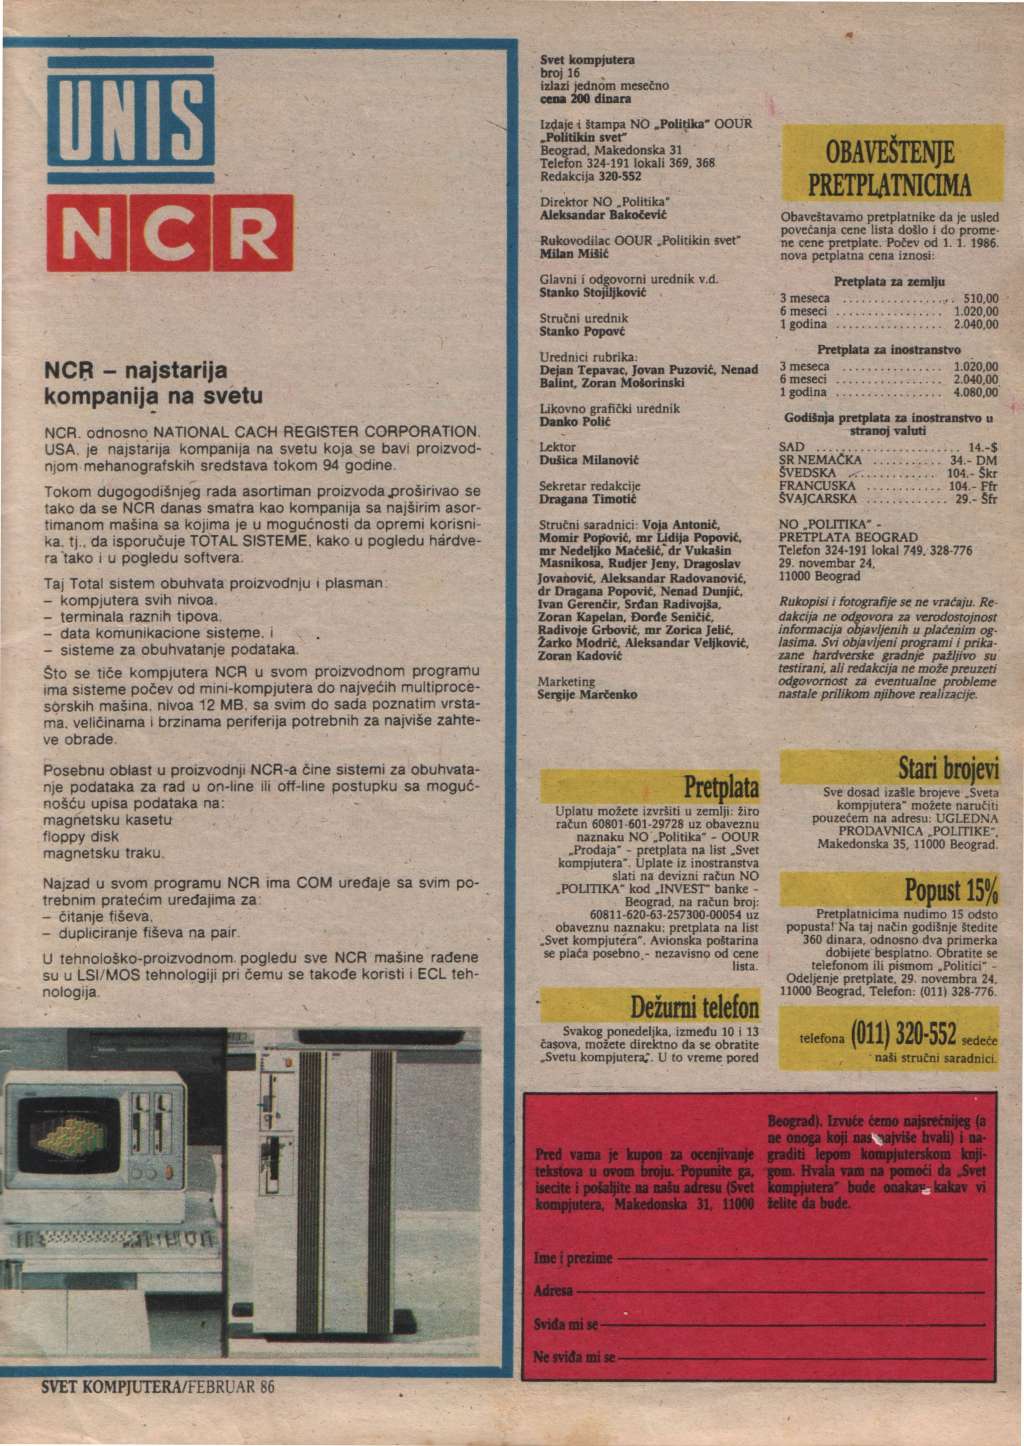 UNIS
NCR
NCR – najstarija
kompanija na svetu
NCR, odnosno NATIONAL CACH REGISTER CORPORATION,
USA, je najstarija kompanija na svetu koja se bavi proizvod-
njom mehanografskih sredstava tokom 94 godine.
Tokom dugogodišnjeg rada asortiman proizvoda proširivao se
tako da se NCR danas smatra kao kompanija sa najširim asor-
timanom mašina sa kojima je u mogućnosti da opremi korisni-
ka, tj., da isporučuje TOTAL SISTEME, kako u pogledu hardve-
ra tako i u pogledu softvera.
Taj Total sistem obuhvata proizvodnju i plasman:
– kompjutera svih nivoa,
– terminala raznih tipova,
– data komunikacione sisteme, i
– sisteme za obuhvatanje podataka.
Što se tiče kompjutera NCR u svom proizvodnom programu
ima sisteme počev od mini-kompjutera do najvećih multiproce-
sorskih mašina, nivoa 12 MB, sa svim do sada poznatim vrsta-
ma, veličinama i brzinama periferija potrebnih za najviše zahte-
ve obrade.
Posebnu oblast u proizvodnji NCR-a čine sistemi za obuhvata-
nje podataka za rad u on-line ili off-line postupku sa moguć-
nošću upisa podataka na:
magnetsku kasetu
floppy disk
magnetsku traku.
Najzad u svom programu NCR ima COM uređaje sa svim po-
trebnim pratećim uređajima za:
– čitanje fiševa,
– dupliciranje fiševa na pair.
U tehnološko-proizvodnom pogledu sve NCR mašine rađene
su u LSI/MOS tehnologiji pri čemu se takođe koristi i ECL teh-
nologija.
SVET KOMPJUTERA/FEBRUAR 86
Svet kompjutera
broj 16
izlazi jednom mesečno
cena 200 dinara
Izdaje i štampa NO „Politika" OOUR
„Politikin svet"
Beograd, Makedonska 31
Telefon 324-191 lokali 369, 368
Redakcija 320-552
Direktor NO „Politika"
Aleksandar Bakočević
Rukovodilac OOUR „Politikin svet"
Milan Mišić
Glavni i odgovorni urednik v.d.
Stanko Stojiljković
Stručni urednik
Stanko Popovć
Urednici rubrika:
Dejan Tepavac, Jovan Puzović, Nenad
Balint, Zoran Mošorinski
Likovno grafički urednik
Danko Polić
Lektor
Dušica Milanović
Sekretar redakcije
Dragana Timotić
Stručni saradnici: Voja Antonić,
Momir Popović, mr Lidija Popović,
mr Nedeljko Mačešić, dr Vukašin
Masnikosa, Rudjer Jeny, Dragoslav
Jovanović, Aleksandar Radovanović,
dr Dragana Popović, Nenad Dunjić,
Ivan Gerenčir, Srđan Radivojša,
Zoran Kapelan, Đorđe Seničić,
Radivoje Grbović, mr Zorica Jelić,
Žarko Modrić, Aleksandar Veljković,
Zoran Kadović
Marketing
Sergije Marčenko
OBAVEŠTENJE
PRETPLATNICIMA
Obaveštavamo pretplatnike da je usled
povećanja cene lista došlo i do prome-
ne cene pretplate. Počev od 1. 1. 1986.
nova petplatna cena iznosi:
Pretplata za zemlju
3 meseca ................. 510,00
6 meseci ................. 1.020,00
1 godina ................. 2.040,00
Pretplata za inostranstvo
3 meseca ................. 1.020,00
6 meseci ................. 2.040,00
1 godina ................. 4.080,00
Godišnja pretplata za inostranstvo u
stranoj valuti
SAD ........................ 14.-$
SR NEMAČKA ........... 34.- DM
ŠVEDSKA ................ 104.- Škr
FRANCUSKA ............. 104.- Ffr
ŠVAJCARSKA ............. 29.- Šfr
NO „POLITIKA" -
PRETPLATA BEOGRAD
Telefon 324-191 lokal 749, 328-776
29. novembar 24,
11000 Beograd
Rukopisi i fotografije se ne vraćaju. Re-
dakcija ne odgovora za verodostojnost
informacija objavljenih u plaćenim og-
lasima. Svi objavljeni programi i prika-
zane hardverske gradnje pažljivo su
testirani, ali redakcija ne može preuzeti
odgovornost za eventualne probleme
nastale prilikom njihove realizacije.
Pretplata
Uplatu možete izvršiti u zemlji: žiro
račun 60801-601-29728 uz obaveznu
naznaku NO „Politika" - OOUR
„Prodaja" - pretplata na list „Svet
kompjutera". Uplate iz inostranstva
slati na devizni račun NO
„POLITIKA" kod „INVEST" banke -
Beograd, na račun broj:
60811-620-63-257300-00054 uz
obaveznu naznaku: pretplata na list
„Svet kompjutera". Avionska poštarina
se plaća posebno - nezavisno od cene
lista.
Dežurni telefon
Svakog ponedeljka, između 10 i 13
časova, možete direktno da se obratite
„Svetu kompjutera". U to vreme pored
Stari brojevi
Sve dosad izašle brojeve „Sveta
kompjutera" možete naručiti
pouzećem na adresu: UGLEDNA
PRODAVNICA „POLITIKE",
Makedonska 35, 11000 Beograd.
Popust 15%
Pretplatnicima nudimo 15 odsto
popusta! Na taj način godišnje štedite
360 dinara, odnosno dva primerka
dobijete besplatno. Obratite se
telefonom ili pismom „Politici" -
Odeljenje pretplate, 29. novembra 24,
11000 Beograd, Telefon: (011) 328-776.
telefona (011) 320-552 sedeće
naši stručni saradnici.
Pred vama je kupon za ocenjivanje
tekstova u ovom broju. Popunite ga,
isecite i pošaljite na našu adresu (Svet
kompjutera, Makedonska 31, 11000
Beograd). Izvuće ćemo najsrećnijeg (a
ne onoga koji nas najviše hvali) i na-
graditi lepom kompjuterskom knji-
gom. Hvala vam na pomoći da „Svet
kompjutera" bude onakav kakav vi
želite da bude.
Ime i prezime
Adresa
Sviđa mi se
Ne sviđa mi se